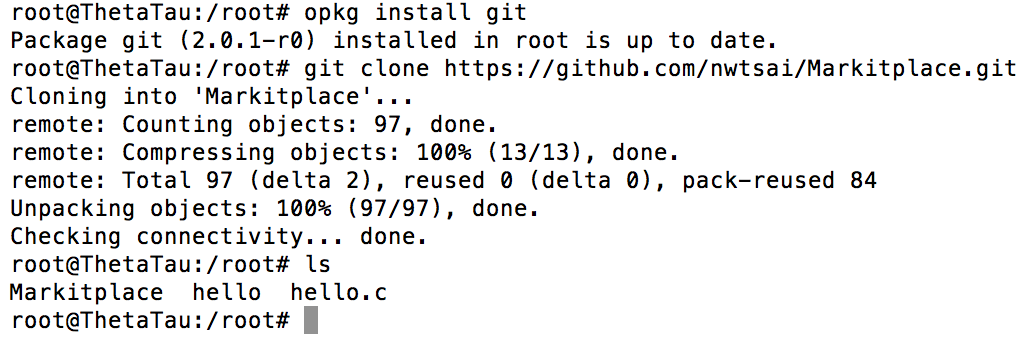 root@ThetaTau:/root# opkg install git
Package git (2.0.1-r0) installed in root is up to date.
root@ThetaTau:/root# git clone https://github.com/nwtsai/Markitplace.git
Cloning into 'Markitplace'...
remote: Counting objects: 97, done.
remote: Compressing objects: 100% (13/13), done.
remote: Total 97 (delta 2), reused 0 (delta 0), pack-reused 84
Unpacking objects: 100% (97/97), done.
Checking connectivity... done.
root@ThetaTau:/root# ls
Markitplace  hello  hello.c
root@ThetaTau:/root#